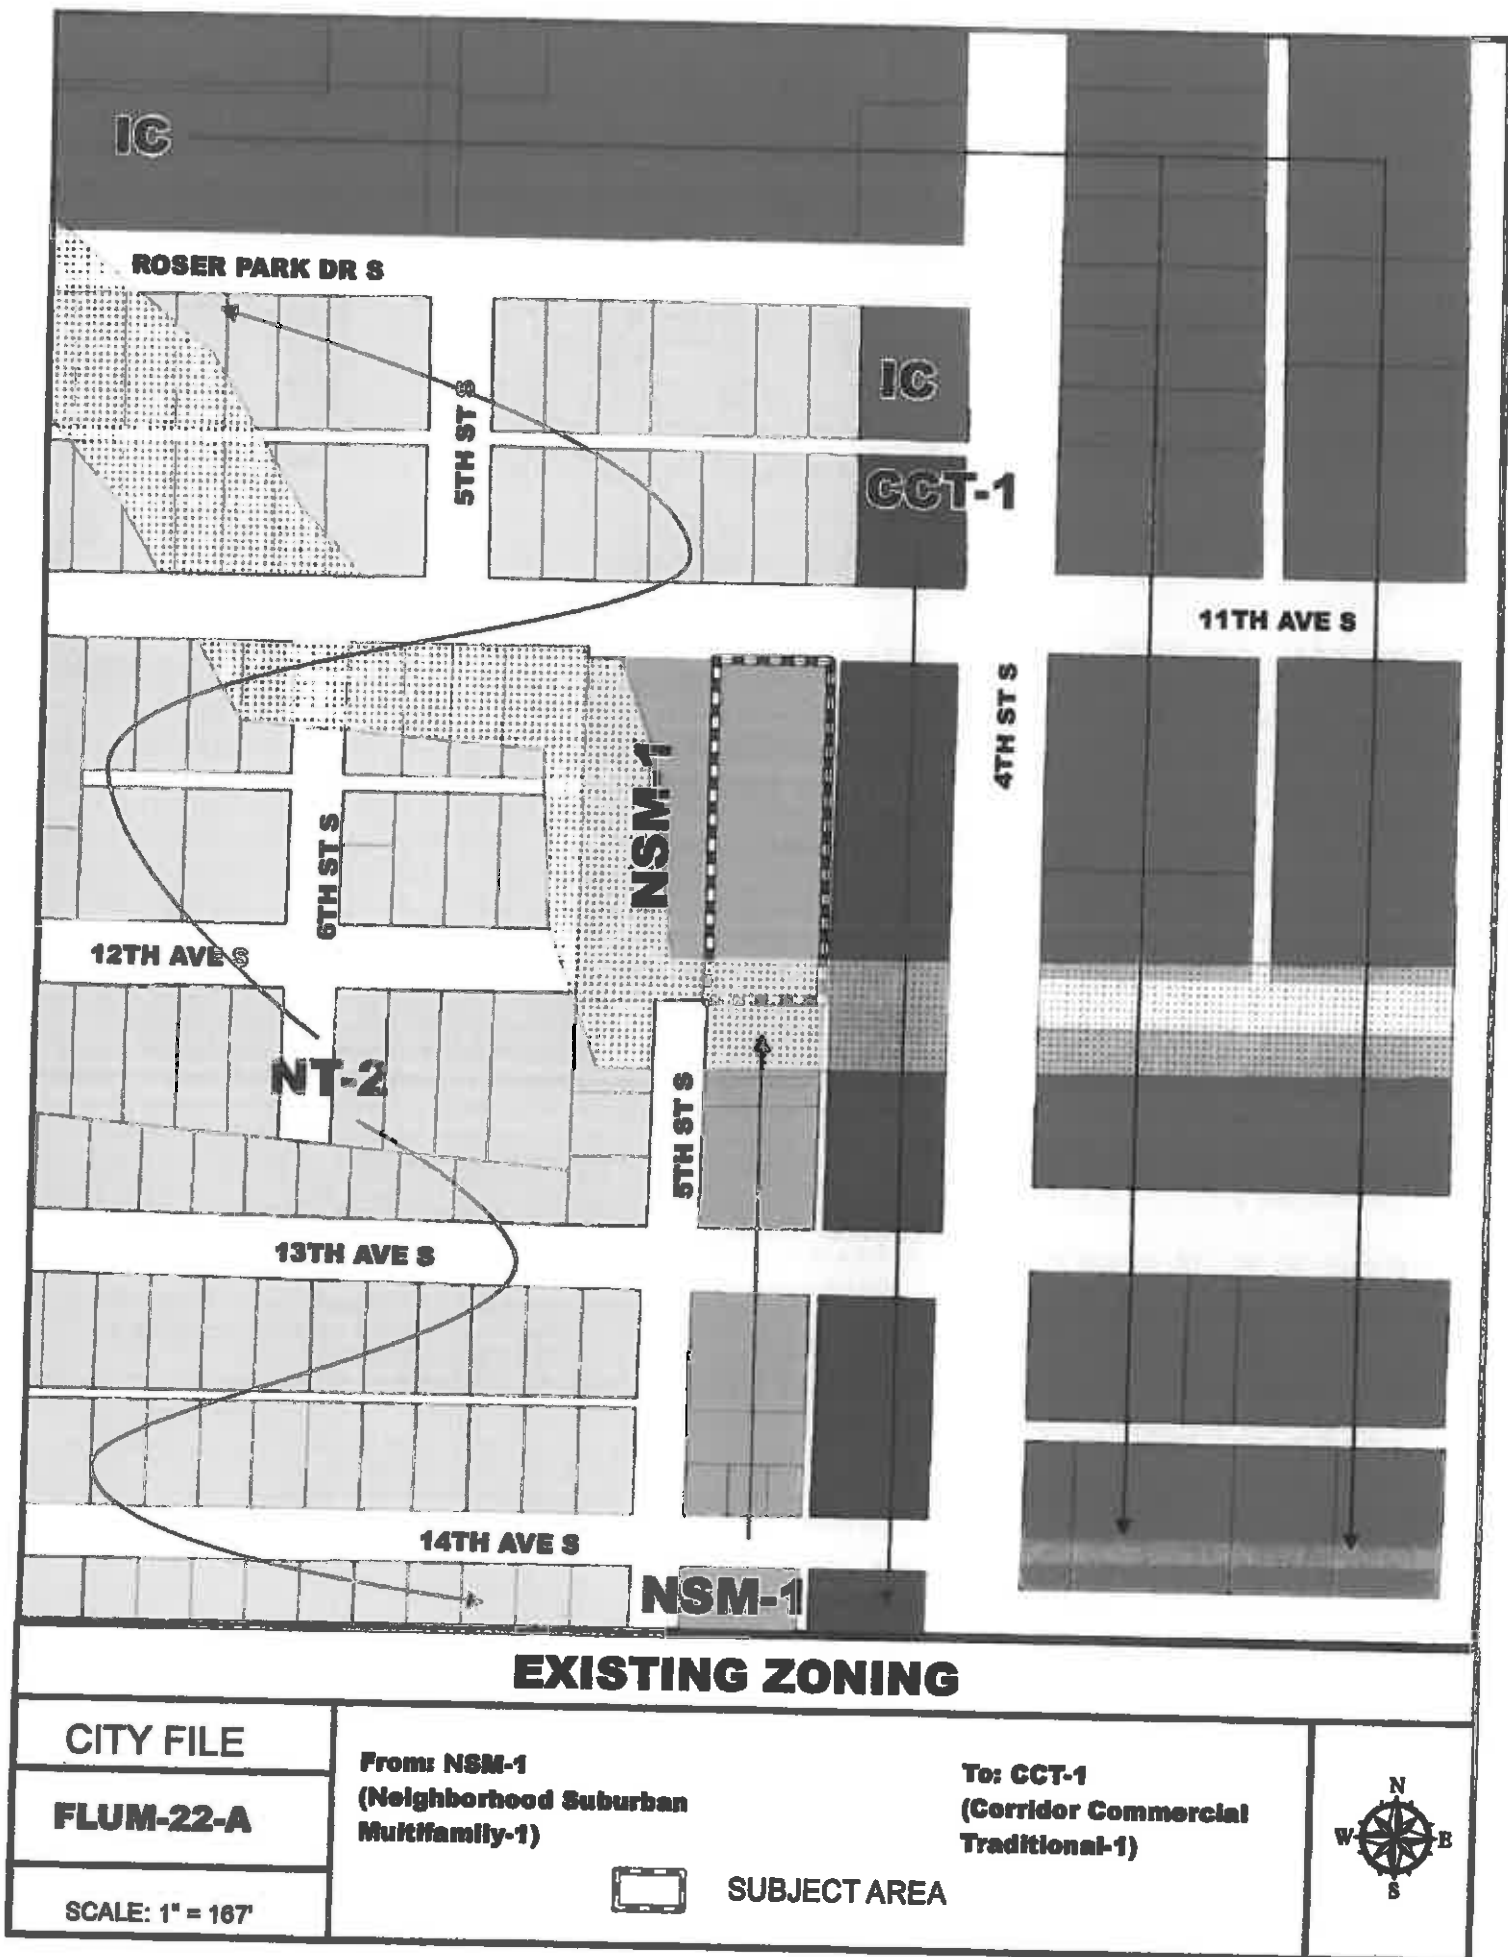 IC
ROSER PARK DR S
IC
5TH ST S
CCT-1
11TH AVE S
4TH ST S
NSM-1
6TH ST S
12TH AVE S
NT-2
5TH ST S
13TH AVE S
14TH AVE S
NSM-1
EXISTING ZONING
CITY FILE
FLUM-22-A
SCALE: 1" = 167'
From: NSM-1
(Neighborhood Suburban
Multifamily-1)
To: CCT-1
(Corridor Commercial
Traditional-1)
SUBJECT AREA
N
W
E
S